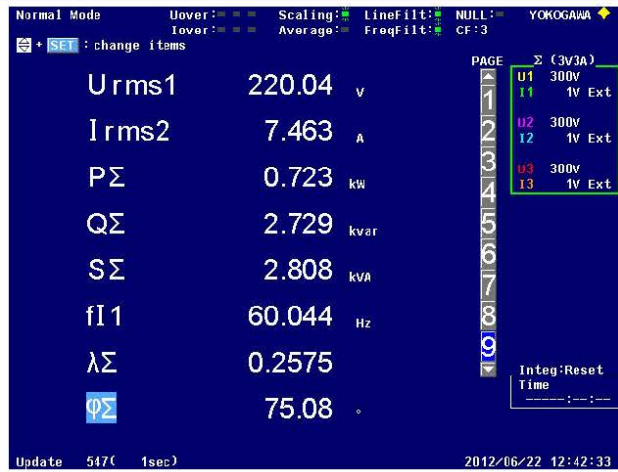 Normal Mode Uover: Scaling: LineFilt: NULL: YOKOGAWA
Iover: Average: FreqFilt: CF:3
+ SET : change items
PAGE
Σ (3V3A)
U1 300V
I1 1V Ext
U2 300V
I2 1V Ext
U3 300V
I3 1V Ext
Urms1 220.04 V
Irms2 7.463 A
PΣ 0.723 kW
QΣ 2.729 kvar
SΣ 2.808 kVA
fI1 60.044 Hz
λΣ 0.2575
φΣ 75.08 °
1
2
3
4
5
6
7
8
9
Integ:Reset
Time
-----:--:--
Update 547( 1sec) 2012/06/22 12:42:33